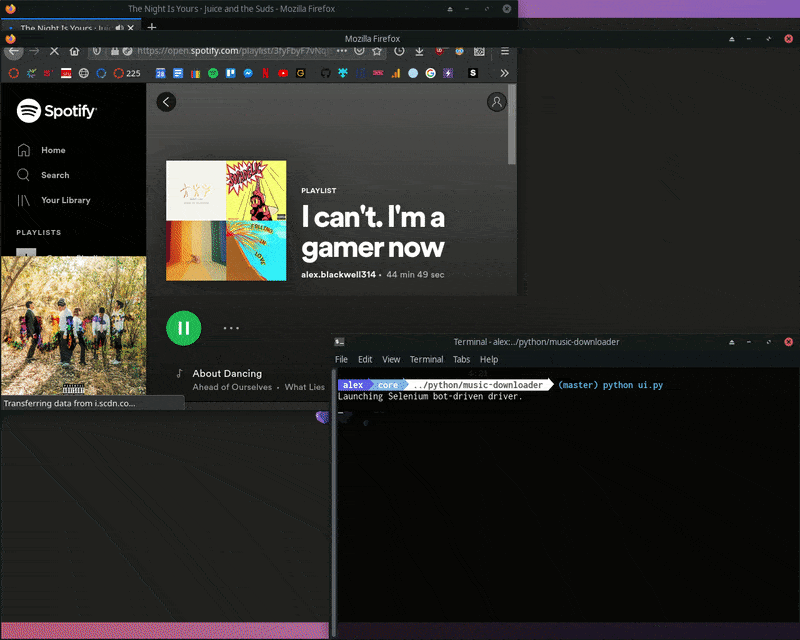 The Night Is Yours · Juice and the Suds - Mozilla Firefox
The Night Is Yours · Juic
Mozilla Firefox
https://open.spotify.com/playlist/3fyFbyF7vNq
225
Spotify
Home
Search
Your Library
PLAYLISTS
PLAYLIST
I can't. I'm a
gamer now
alex.blackwell314 • 44 min 49 sec
About Dancing
Ahead of Ourselves • What Lies
Transferring data from i.scdn.co...
Terminal - alex:../python/music-downloader
File Edit View Terminal Tabs Help
alex core ../python/music-downloader (master) python ui.py
Launching Selenium bot-driven driver.